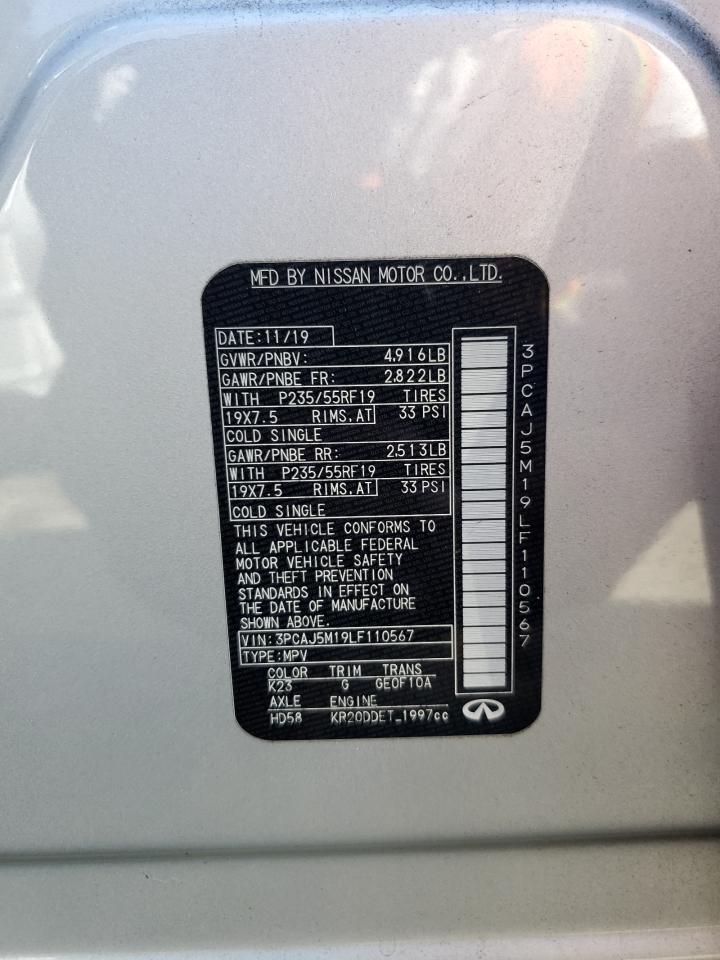 MFD BY NISSAN MOTOR CO.,LTD.
DATE:11/19
GVWR/PNBV: 4,916LB
GAWR/PNBE FR: 2,822LB
WITH P235/55RF19 TIRES
19X7.5 RIMS,AT 33 PSI
COLD SINGLE
GAWR/PNBE RR: 2,513LB
WITH P235/55RF19 TIRES
19X7.5 RIMS,AT 33 PSI
COLD SINGLE
THIS VEHICLE CONFORMS TO
ALL APPLICABLE FEDERAL
MOTOR VEHICLE SAFETY
AND THEFT PREVENTION
STANDARDS IN EFFECT ON
THE DATE OF MANUFACTURE
SHOWN ABOVE.
VIN:3PCAJ5M19LF110567
TYPE:MPV
COLOR TRIM TRANS
K23 G GE0F10A
AXLE ENGINE
HD58 KR20DDET_1997cc
3PCAJ5M19LF110567